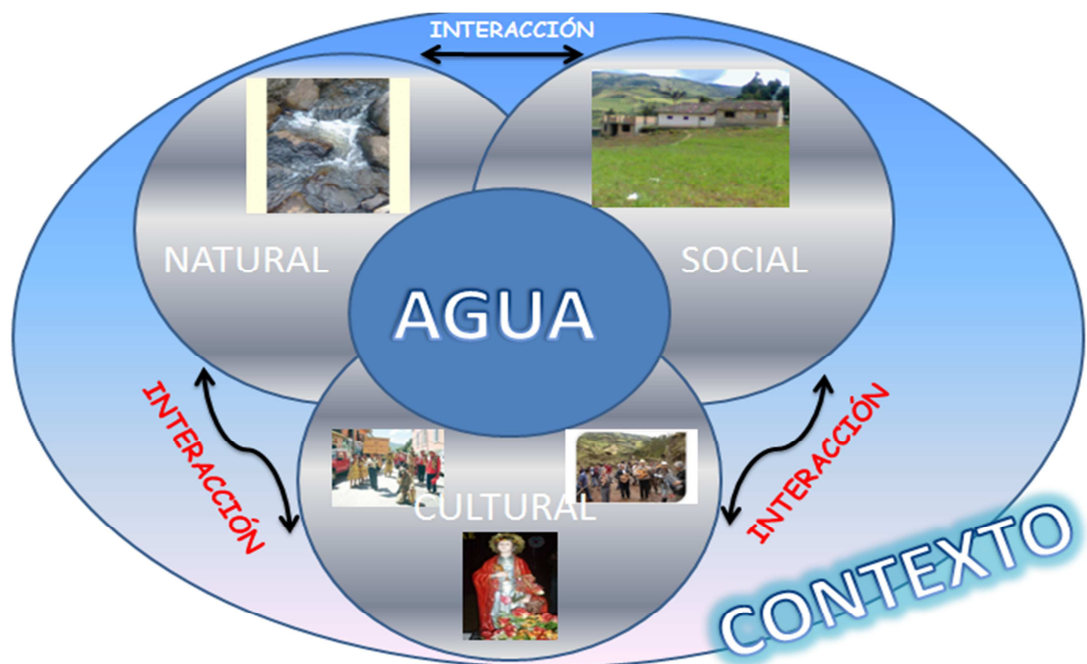 INTERACCIÓN
NATURAL
SOCIAL
AGUA
INTERACCIÓN
INTERACCIÓN
CULTURAL
CONTEXTO